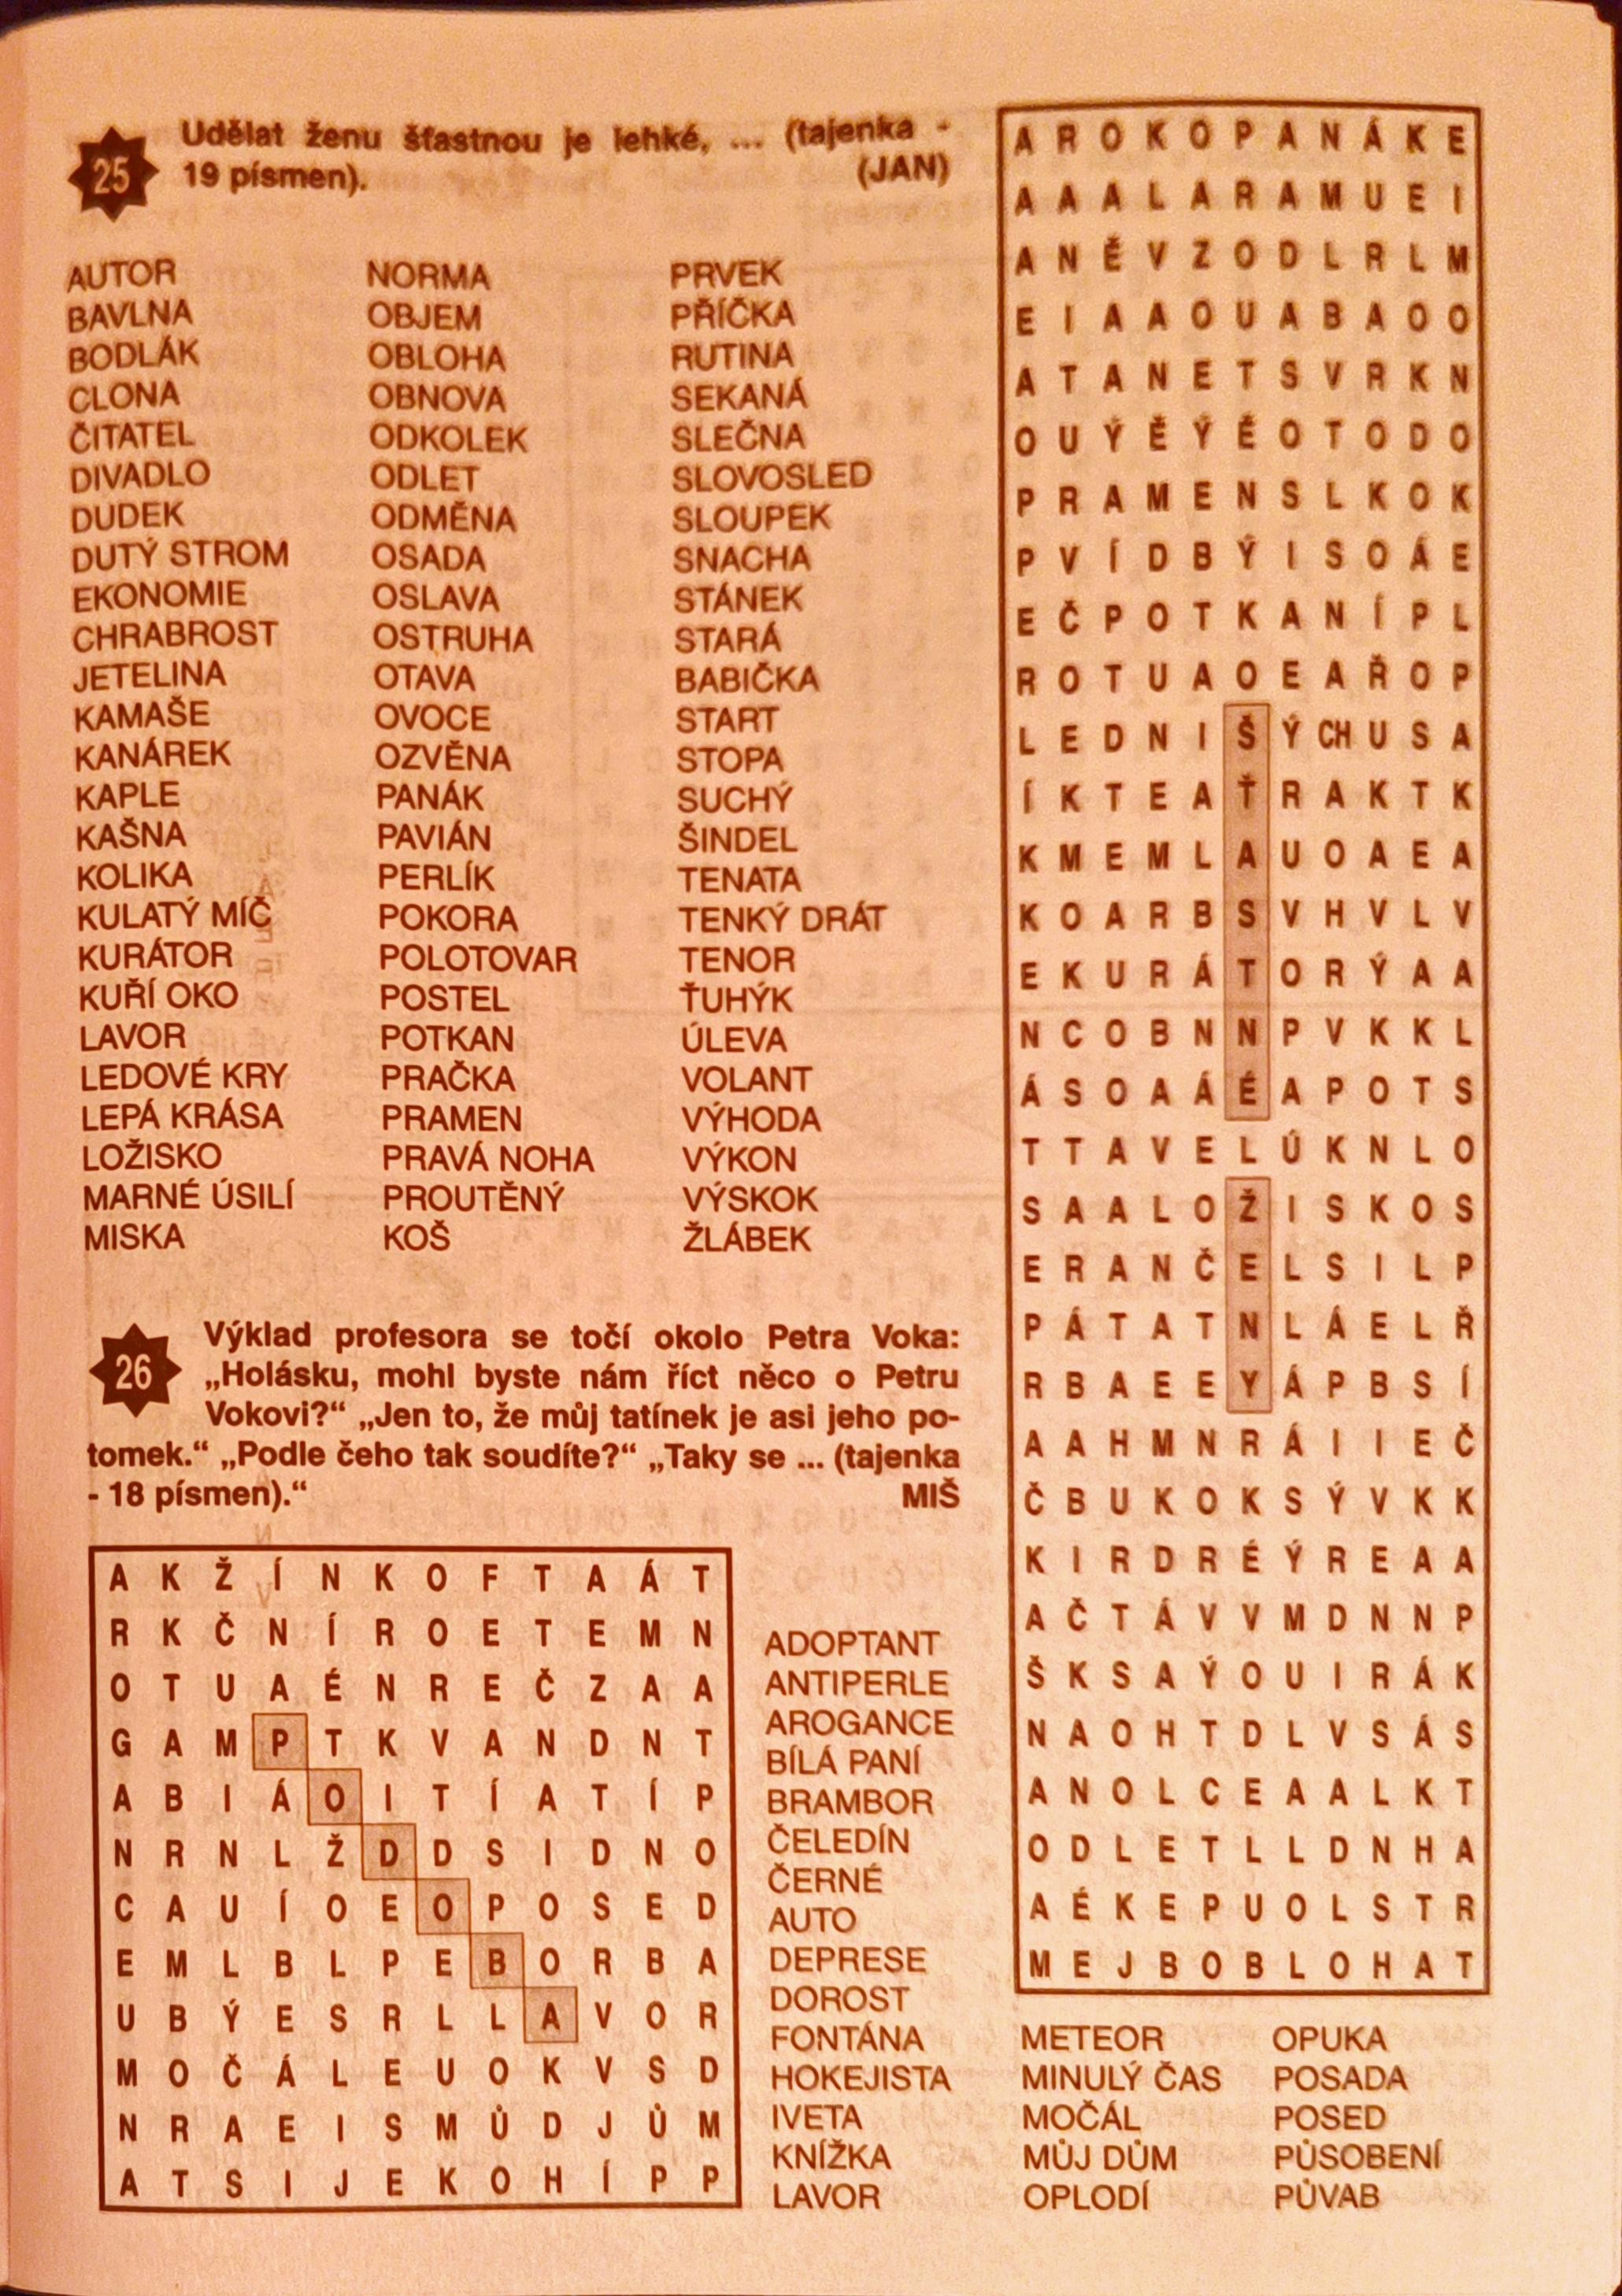 25
Udělat ženu šťastnou je lehké, ... (tajenka -
19 písmen). (JAN)
AUTOR
BAVLNA
BODLÁK
CLONA
ČITATEL
DIVADLO
DUDEK
DUTÝ STROM
EKONOMIE
CHRABROST
JETELINA
KAMAŠE
KANÁREK
KAPLE
KAŠNA
KOLIKA
KULATÝ MÍČ
KURÁTOR
KUŘÍ OKO
LAVOR
LEDOVÉ KRY
LEPÁ KRÁSA
LOŽISKO
MARNÉ ÚSILÍ
MISKA
NORMA
OBJEM
OBLOHA
OBNOVA
ODKOLEK
ODLET
ODMĚNA
OSADA
OSLAVA
OSTRUHA
OTAVA
OVOCE
OZVĚNA
PANÁK
PAVIÁN
PERLÍK
POKORA
POLOTOVAR
POSTEL
POTKAN
PRAČKA
PRAMEN
PRAVÁ NOHA
PROUTĚNÝ
KOŠ
PRVEK
PŘÍČKA
RUTINA
SEKANÁ
SLEČNA
SLOVOSLED
SLOUPEK
SNACHA
STÁNEK
STARÁ
BABIČKA
START
STOPA
SUCHÝ
ŠINDEL
TENATA
TENKÝ DRÁT
TENOR
ŤUHÝK
ÚLEVA
VOLANT
VÝHODA
VÝKON
VÝSKOK
ŽLÁBEK
A R O K O P A N Á K E
A A A L A R A M U E I
A N Ě V Z O D L R L M
E I A A O U A B A O O
A T A N E T S V R K N
O U Ý Ě Ý Ě O T O D O
P R A M E N S L K O K
P V Í D B Ý I S O Á E
E Č P O T K A N Í P L
R O T U A O E A Ř O P
L E D N I Š Ý CH U S A
Í K T E A Ť R A K T K
K M E M L A U O A E A
K O A R B S V H V L V
E K U R Á T O R Ý A A
N C O B N N P V K K L
Á S O A Á É A P O T S
T T A V E L Ú K N L O
S A A L O Ž I S K O S
E R A N Č E L S I L P
P Á T A T N L Á E L Ř
R B A E E Y Á P B S Í
A A H M N R Á I I E Č
Č B U K O K S Ý V K K
K I R D R É Ý R E A A
A Č T Á V V M D N N P
Š K S A Ý O U I R Á K
N A O H T D L V S Á S
A N O L C E A A L K T
O D L E T L L D N H A
A É K E P U O L S T R
M E J B O B L O H A T
26
Výklad profesora se točí okolo Petra Voka:
„Holásku, mohl byste nám říct něco o Petru
Vokovi?“ „Jen to, že můj tatínek je asi jeho po-
tomek.“ „Podle čeho tak soudíte?“ „Taky se ... (tajenka
- 18 písmen).“ MIŠ
A K Ž Í N K O F T A Á T
R K Č N Í R O E T E M N
O T U A É N R E Č Z A A
G A M P T K V A N D N T
A B I Á O I T Í A T Í P
N R N L Ž D D S I D N O
C A U Í O E O P O S E D
E M L B L P E B O R B A
U B Ý E S R L L A V O R
M O Č Á L E U O K V S D
N R A E I S M Ů D J Ů M
A T S I J E K O H Í P P
ADOPTANT
ANTIPERLE
AROGANCE
BÍLÁ PANÍ
BRAMBOR
ČELEDÍN
ČERNÉ
AUTO
DEPRESE
DOROST
FONTÁNA
HOKEJISTA
IVETA
KNÍŽKA
LAVOR
METEOR
MINULÝ ČAS
MOČÁL
MŮJ DŮM
OPLODÍ
OPUKA
POSADA
POSED
PŮSOBENÍ
PŮVAB